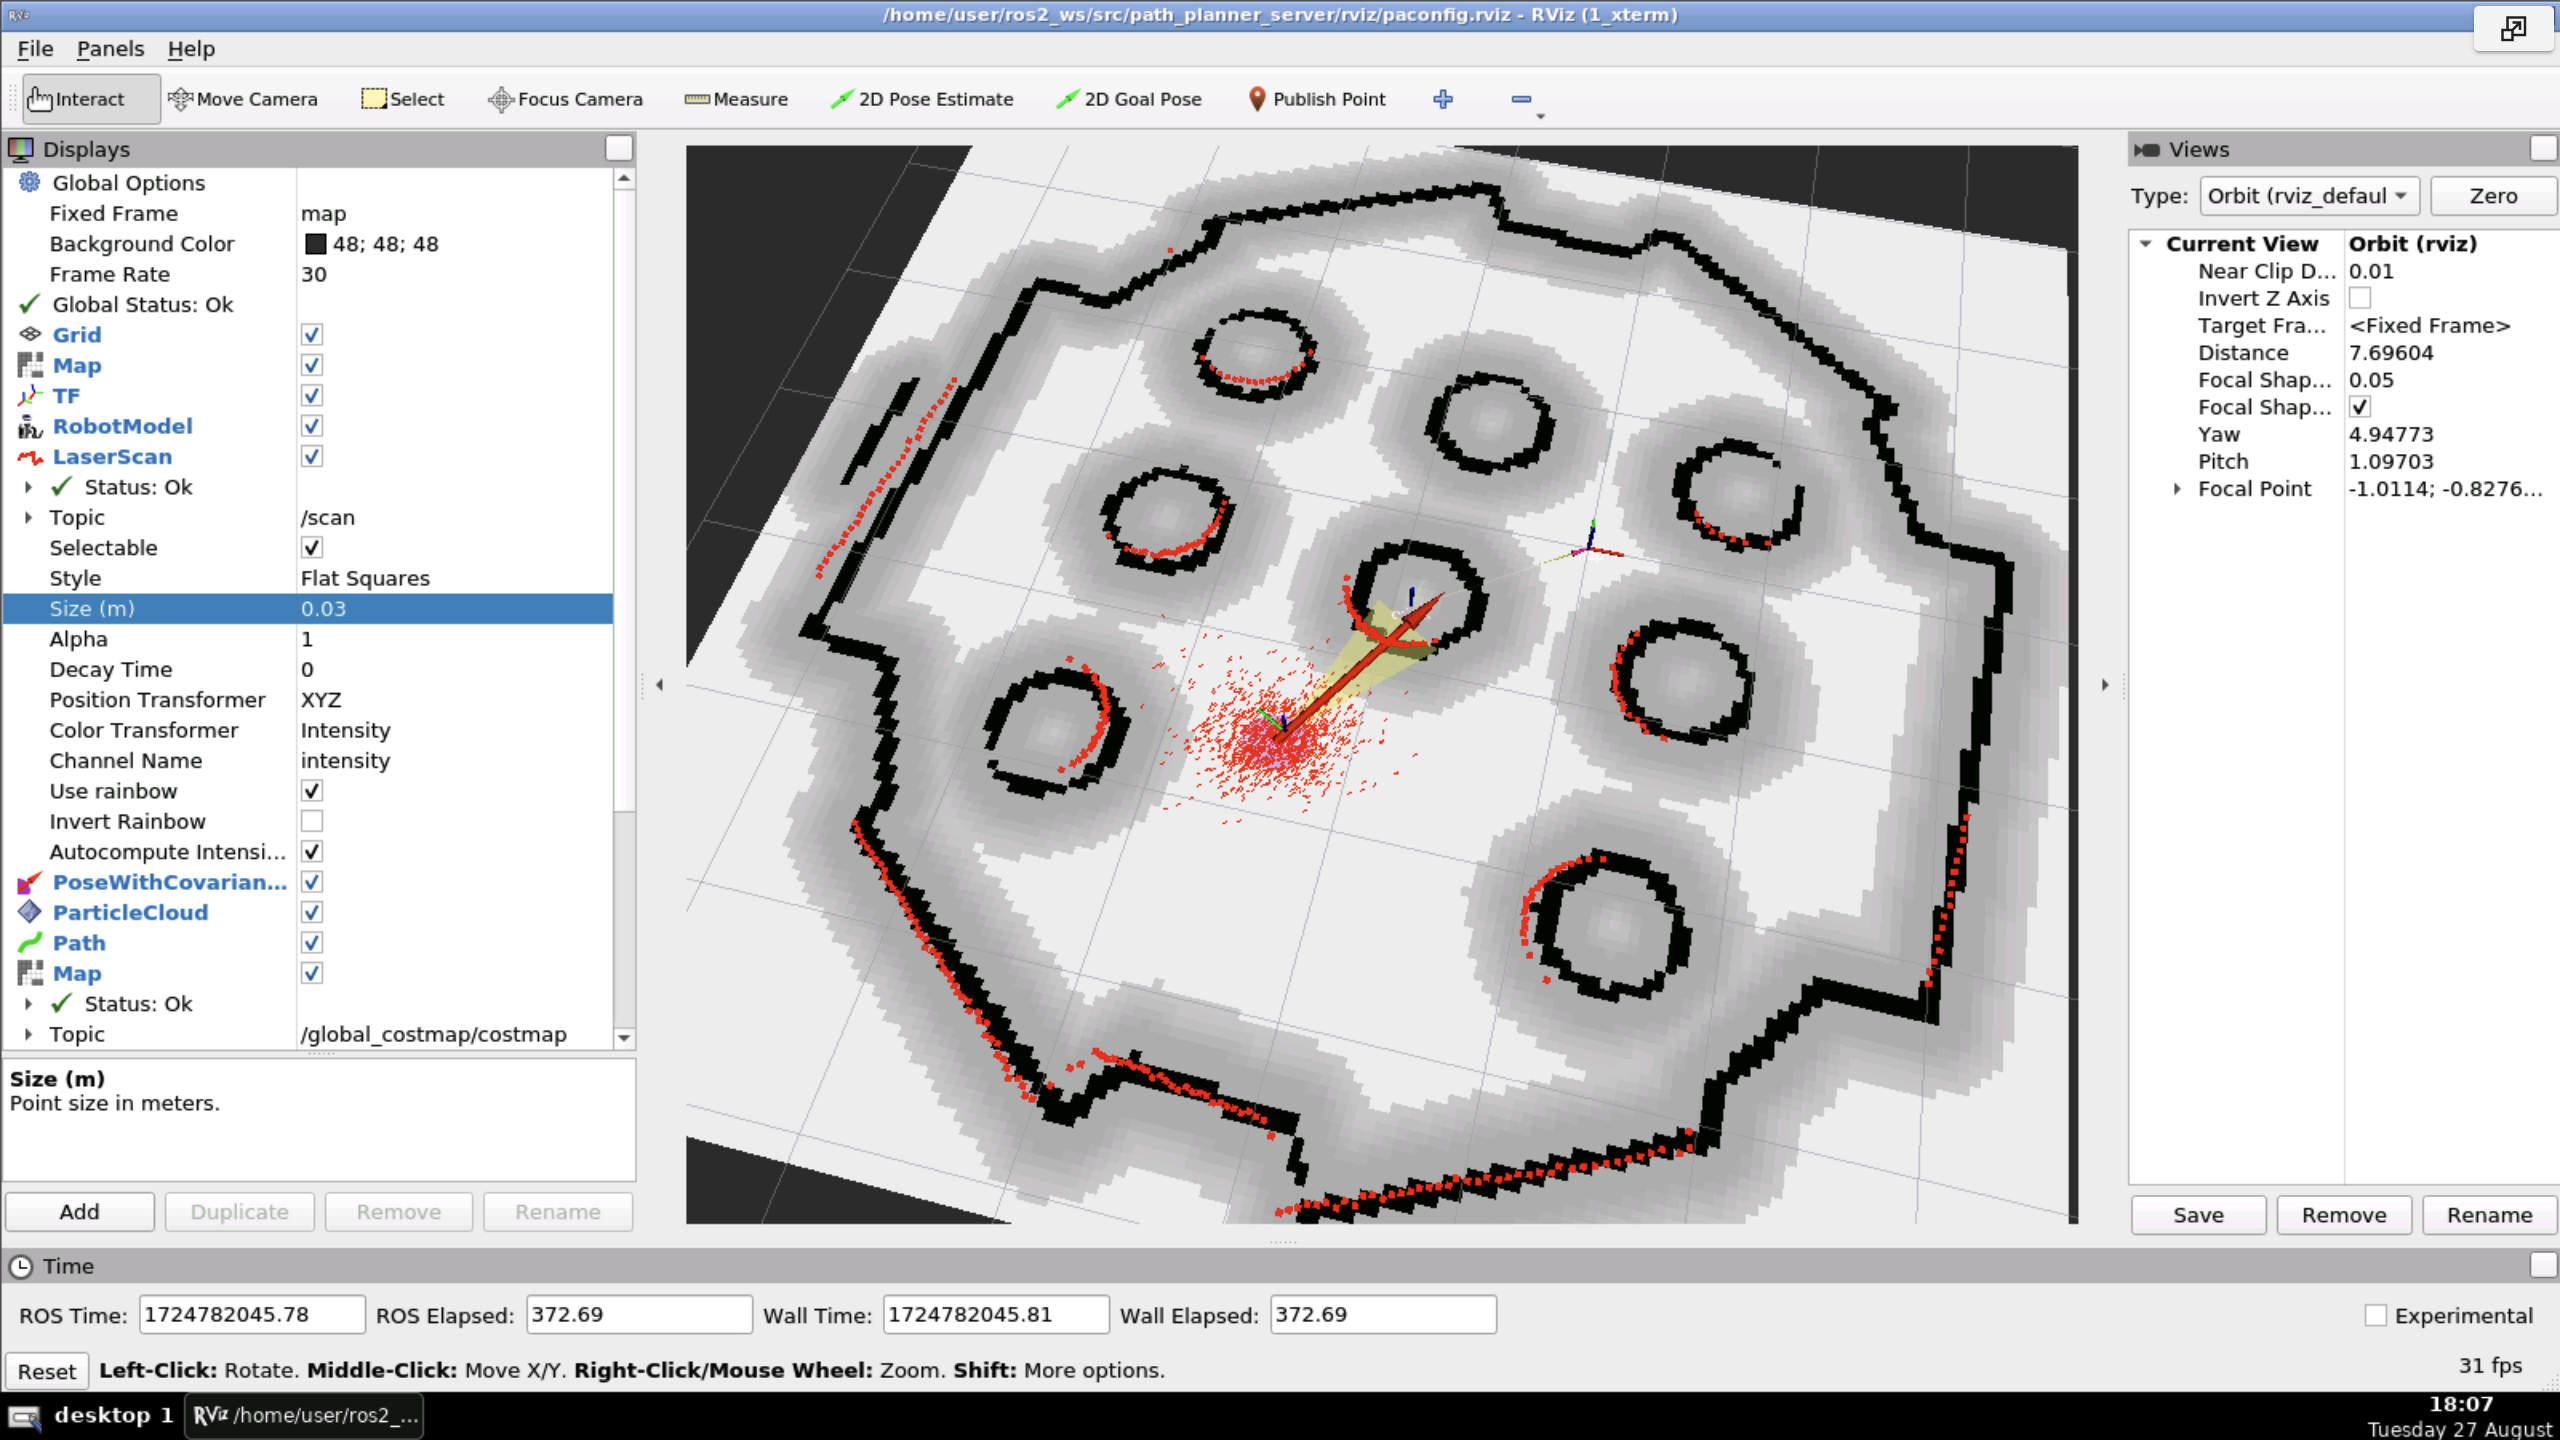 /home/user/ros2_ws/src/path_planner_server/rviz/paconfig.rviz - RViz (1_xterm)
File Panels Help
Interact Move Camera Select Focus Camera Measure 2D Pose Estimate 2D Goal Pose Publish Point
Displays
Global Options
Fixed Frame map
Background Color 48; 48; 48
Frame Rate 30
Global Status: Ok
Grid
Map
TF
RobotModel
LaserScan
Status: Ok
Topic /scan
Selectable
Style Flat Squares
Size (m) 0.03
Alpha 1
Decay Time 0
Position Transformer XYZ
Color Transformer Intensity
Channel Name intensity
Use rainbow
Invert Rainbow
Autocompute Intensi...
PoseWithCovarian...
ParticleCloud
Path
Map
Status: Ok
Topic /global_costmap/costmap
Size (m)
Point size in meters.
Add Duplicate Remove Rename
Views
Type: Orbit (rviz_defaul Zero
Current View Orbit (rviz)
Near Clip D... 0.01
Invert Z Axis
Target Fra... <Fixed Frame>
Distance 7.69604
Focal Shap... 0.05
Focal Shap...
Yaw 4.94773
Pitch 1.09703
Focal Point -1.0114; -0.8276...
Save Remove Rename
Time
ROS Time: 1724782045.78 ROS Elapsed: 372.69 Wall Time: 1724782045.81 Wall Elapsed: 372.69 Experimental
Reset Left-Click: Rotate. Middle-Click: Move X/Y. Right-Click/Mouse Wheel: Zoom. Shift: More options. 31 fps
desktop 1 RViz /home/user/ros2_...
18:07
Tuesday 27 August